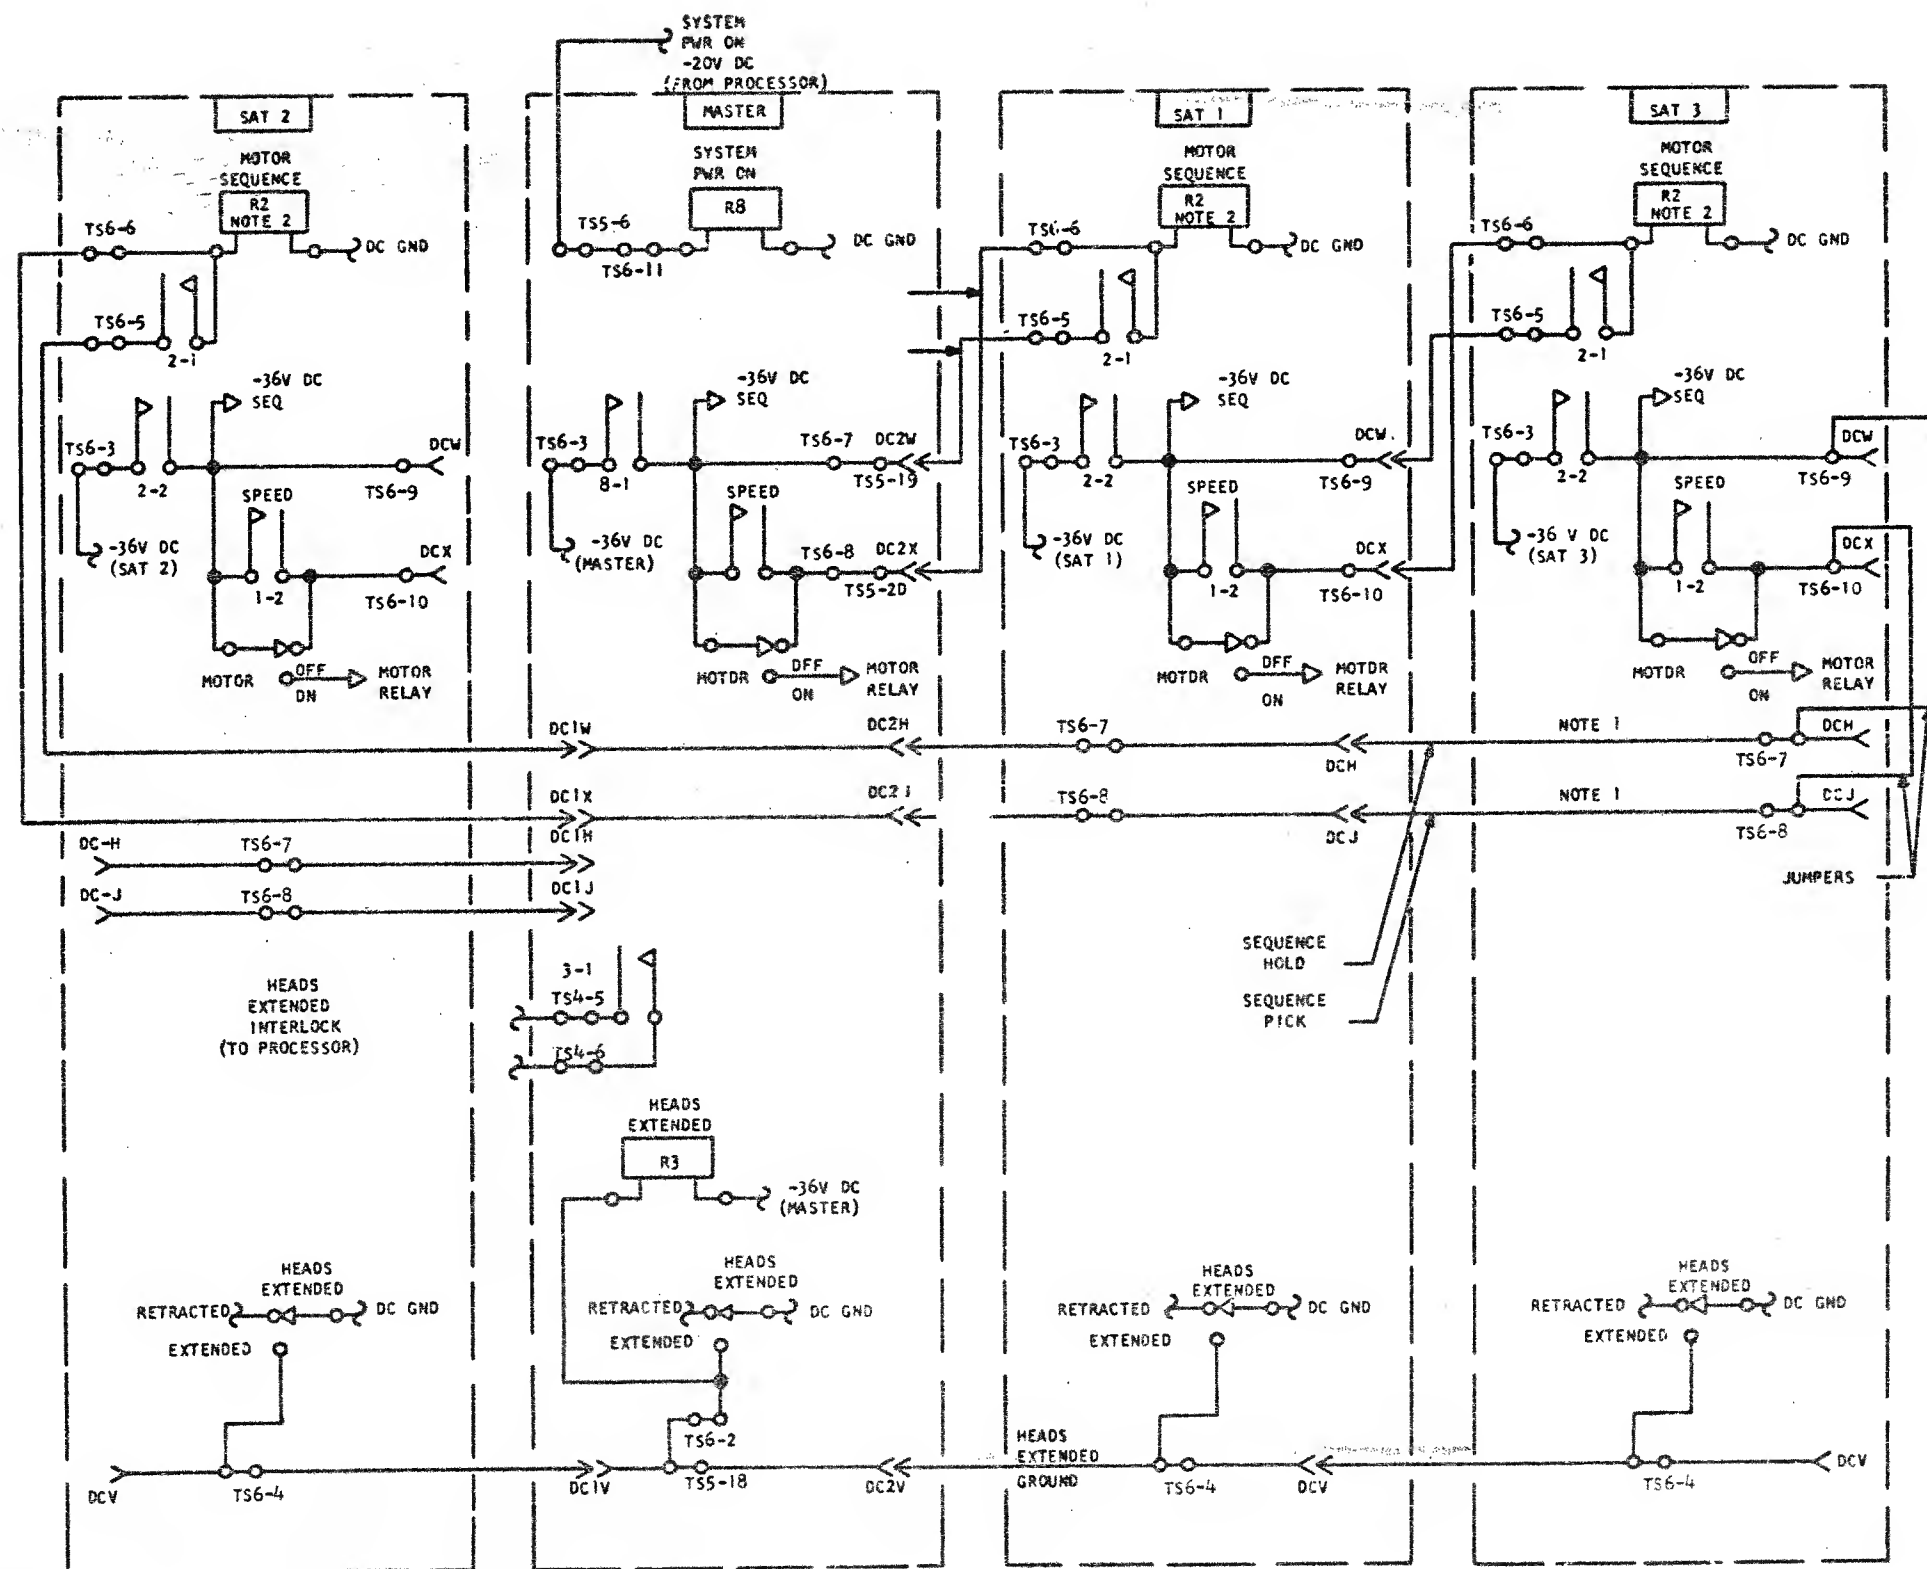 SYSTEM
PWR ON
-20V DC
(FROM PROCESSOR)
SAT 2
MOTOR
SEQUENCE
R2
NOTE 2
TS6-6
DC GND
TS6-5
2-1
-36V DC
SEQ
TS6-3
2-2
DCW
TS6-9
SPEED
-36V DC
(SAT 2)
1-2
DCX
TS6-10
MOTOR
OFF
ON
MOTOR
RELAY
DC-H
TS6-7
DC-J
TS6-8
HEADS
EXTENDED
INTERLOCK
(TO PROCESSOR)
HEADS
EXTENDED
RETRACTED
DC GND
EXTENDED
DCV
TS6-4
MASTER
SYSTEM
PWR ON
R8
TS5-6
TS6-11
DC GND
-36V DC
SEQ
TS6-3
8-1
TS6-7
DC2W
TS5-19
SPEED
-36V DC
(MASTER)
TS6-8
DC2X
TS5-20
MOTOR
OFF
ON
MOTOR
RELAY
DC1W
DC2H
DC1X
DC2J
DC1H
DC1J
3-1
TS4-5
TS4-6
HEADS
EXTENDED
R3
-36V DC
(MASTER)
HEADS
EXTENDED
RETRACTED
DC GND
EXTENDED
TS6-2
DC1V
TS5-18
DC2V
SAT 1
MOTOR
SEQUENCE
R2
NOTE 2
TS6-6
DC GND
TS6-5
2-1
-36V DC
SEQ
TS6-3
2-2
DCW
TS6-9
SPEED
-36V DC
(SAT 1)
1-2
DCX
TS6-10
MOTOR
OFF
ON
MOTOR
RELAY
TS6-7
DCH
TS6-8
DCJ
SEQUENCE
HOLD
SEQUENCE
PICK
HEADS
EXTENDED
RETRACTED
DC GND
EXTENDED
HEADS
EXTENDED
GROUND
TS6-4
DCV
SAT 3
MOTOR
SEQUENCE
R2
NOTE 2
TS6-6
DC GND
TS6-5
2-1
-36V DC
SEQ
TS6-3
2-2
DCW
TS6-9
SPEED
-36 V DC
(SAT 3)
1-2
DCX
TS6-10
MOTOR
OFF
ON
MOTOR
RELAY
NOTE 1
DCH
TS6-7
NOTE 1
DCJ
TS6-8
JUMPERS
HEADS
EXTENDED
RETRACTED
DC GND
EXTENDED
TS6-4
DCV